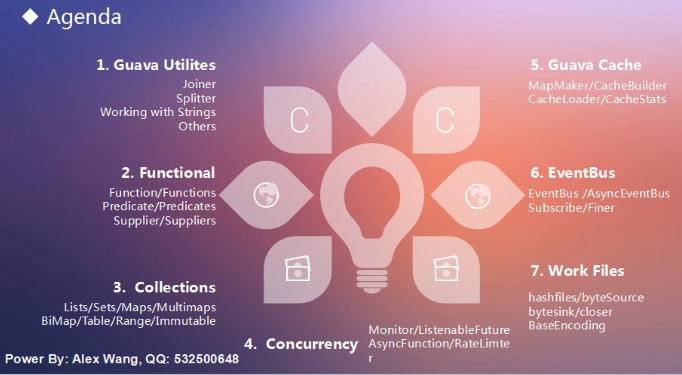 Agenda
1. Guava Utilites
Joiner
Splitter
Working with Strings
Others
2. Functional
Function/Functions
Predicate/Predicates
Supplier/Suppliers
3. Collections
Lists/Sets/Maps/Multimaps
BiMap/Table/Range/Immutable
4. Concurrency
Monitor/ListenableFuture
AsyncFunction/RateLimte
r
5. Guava Cache
MapMaker/CacheBuilder
CacheLoader/CacheStats
6. EventBus
EventBus /AsyncEventBus
Subscribe/Finer
7. Work Files
hashfiles/byteSource
bytesink/closer
BaseEncoding
C
C
Power By: Alex Wang, QQ: 532500648